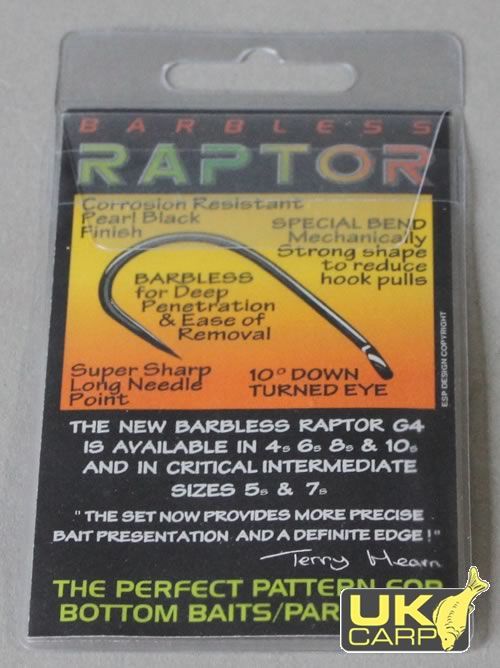 BARBLESS
RAPTOR
Corrosion Resistant
Pearl Black
Finish
SPECIAL BEND
Mechanically
Strong shape
to reduce
hook pulls
BARBLESS
for Deep
Penetration
& Ease of
Removal
Super Sharp
Long Needle
Point
10° DOWN
TURNED EYE
ESP DESIGN COPYRIGHT
THE NEW BARBLESS RAPTOR G4
IS AVAILABLE IN 4s 6s 8s & 10s
AND IN CRITICAL INTERMEDIATE
SIZES 5s & 7s
"THE SET NOW PROVIDES MORE PRECISE
BAIT PRESENTATION AND A DEFINITE EDGE!"
Terry Hearn
THE PERFECT PATTERN FOR
BOTTOM BAITS/PAR
UK
CARP